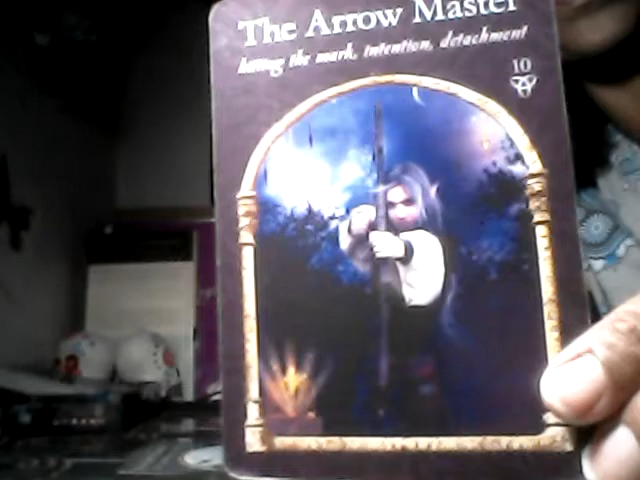 The Arrow Master
hitting the mark, intention, detachment
10